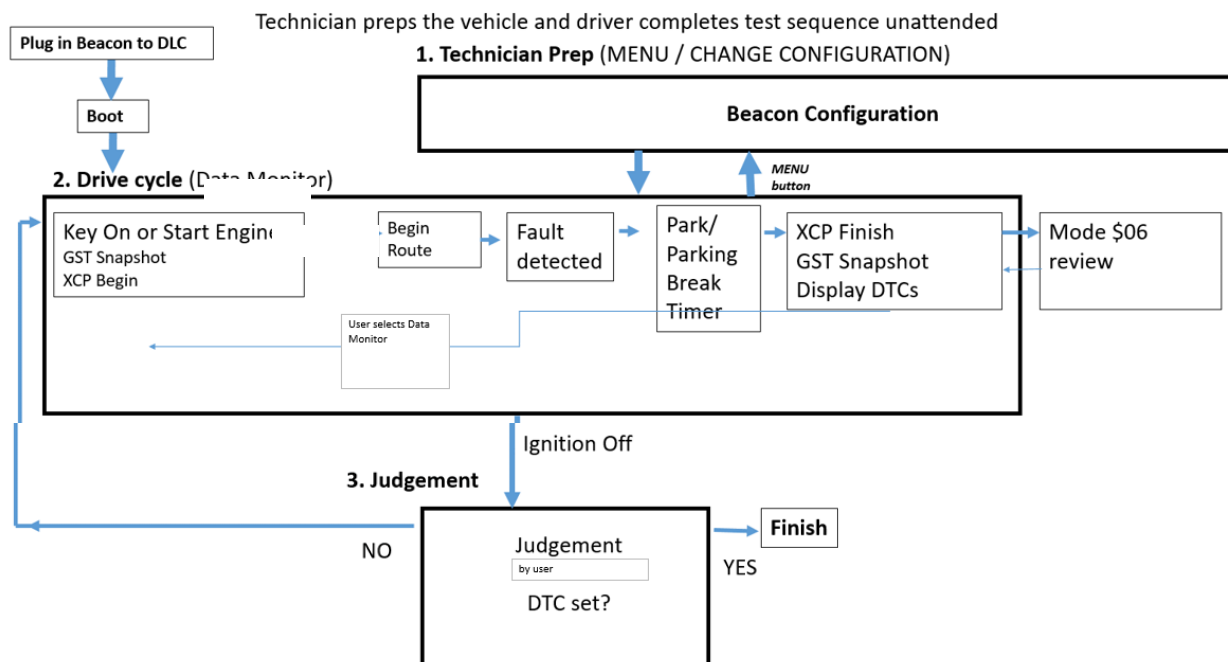 Technician preps the vehicle and driver completes test sequence unattended
Plug in Beacon to DLC
1. Technician Prep (MENU / CHANGE CONFIGURATION)
Boot
Beacon Configuration
MENU
button
2. Drive cycle (Data Monitor)
Key On or Start Engine
GST Snapshot
XCP Begin
Begin
Route
Fault
detected
Park/
Parking
Break
Timer
XCP Finish
GST Snapshot
Display DTCs
Mode $06
review
User selects Data
Monitor
Ignition Off
3. Judgement
NO
Judgement
by user
DTC set?
YES
Finish